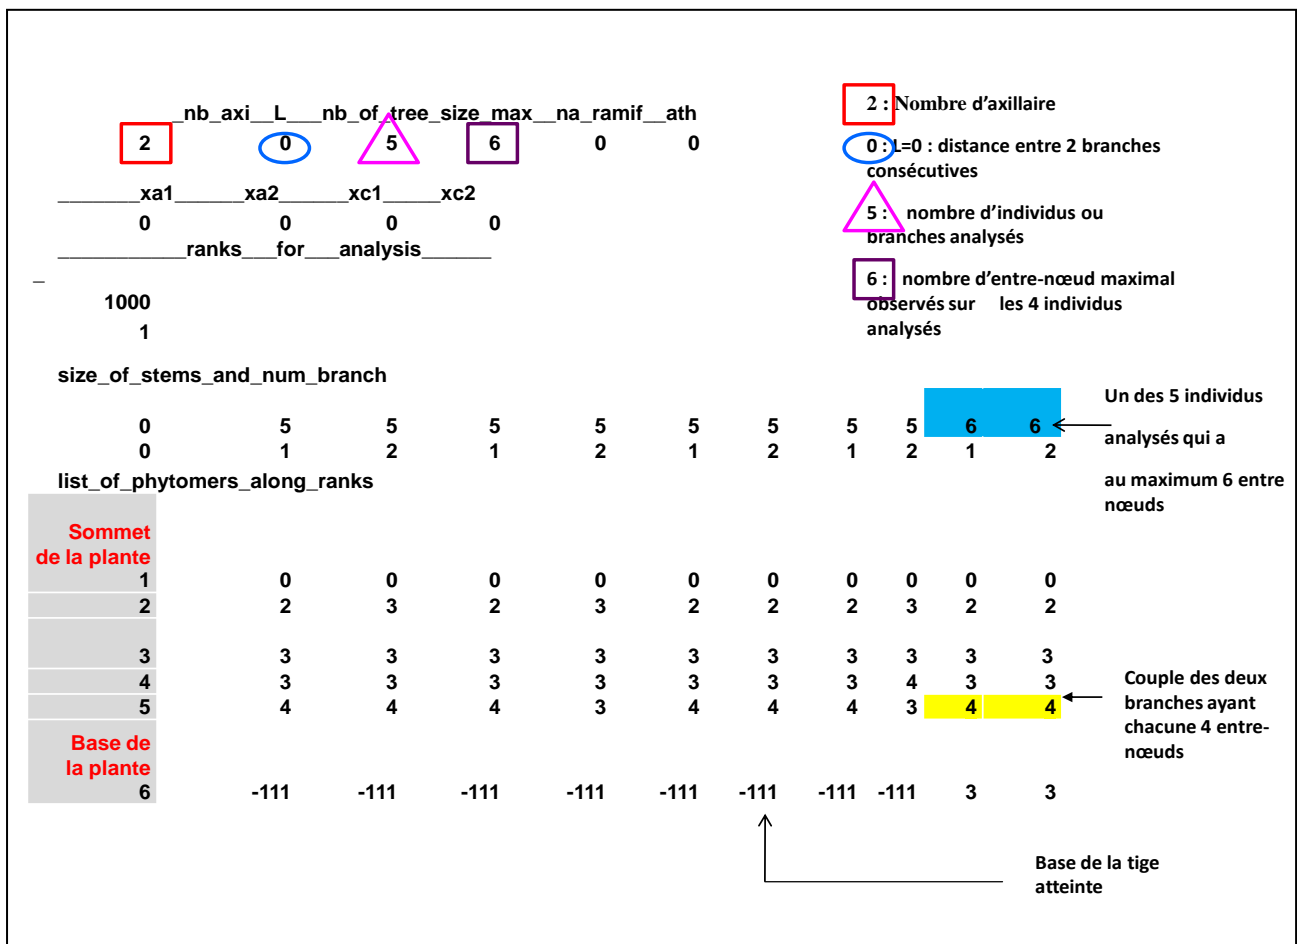 _nb_axi__L___nb_of_tree_size_max__na_ramif__ath
2 0 5 6 0 0
_______xa1______xa2______xc1_____xc2
0 0 0 0
___________ranks___for___analysis______
_
1000
1
size_of_stems_and_num_branch
0 5 5 5 5 5 5 5 5 6 6
0 1 2 1 2 1 2 1 2 1 2
list_of_phytomers_along_ranks
Sommet
de la plante
1 0 0 0 0 0 0 0 0 0 0
2 2 3 2 3 2 2 2 3 2 2
3 3 3 3 3 3 3 3 3 3 3
4 3 3 3 3 3 3 3 4 3 3
5 4 4 4 3 4 4 4 3 4 4
Base de
la plante
6 -111 -111 -111 -111 -111 -111 -111 -111 3 3
2 : Nombre d'axillaire
0 : L=0 : distance entre 2 branches
consécutives
5 : nombre d'individus ou
branches analysés
6 : nombre d'entre-nœud maximal
observés sur les 4 individus
analysés
Un des 5 individus
analysés qui a
au maximum 6 entre
nœuds
Couple des deux
branches ayant
chacune 4 entre-
nœuds
Base de la tige
atteinte